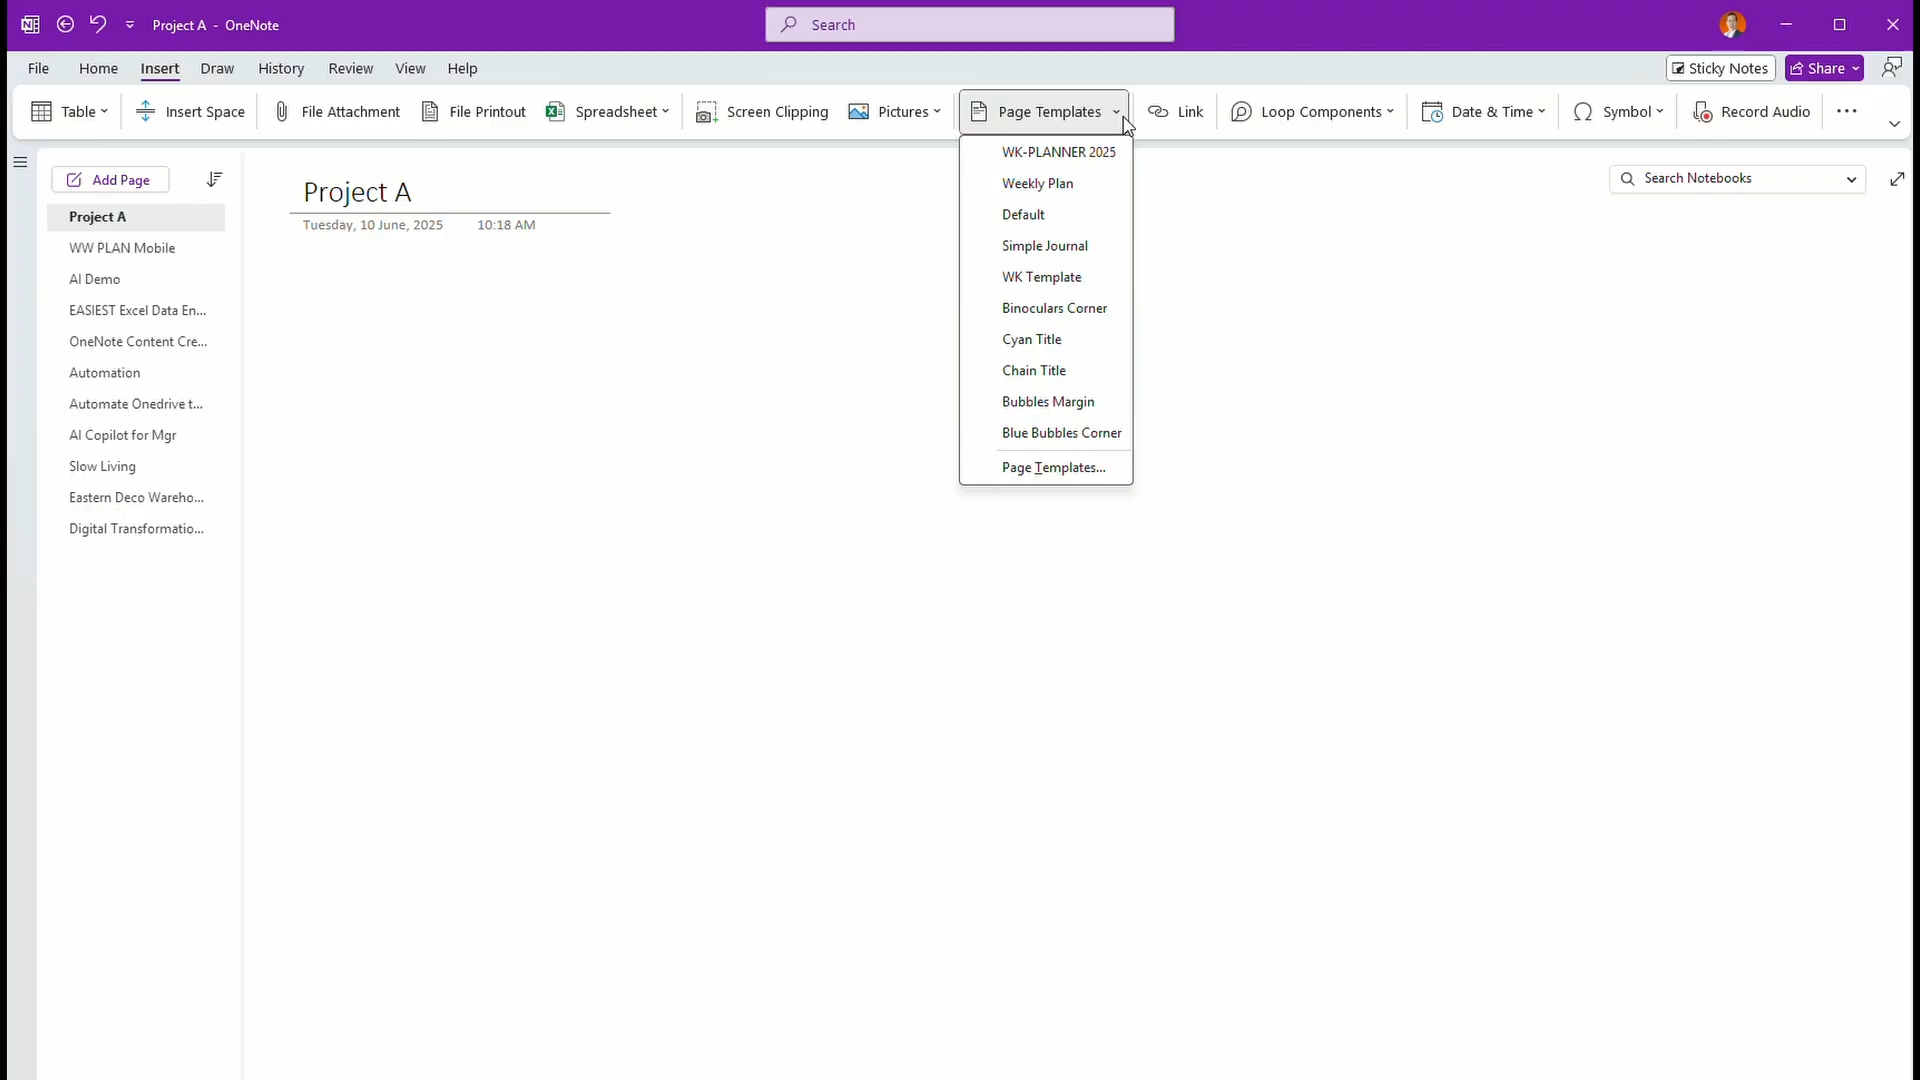 Project A - OneNote
Search
File Home Insert Draw History Review View Help
Sticky Notes Share
Table Insert Space File Attachment File Printout Spreadsheet Screen Clipping Pictures Page Templates Link Loop Components Date & Time Symbol Record Audio
Add Page
Project A
WW PLAN Mobile
AI Demo
EASIEST Excel Data En...
OneNote Content Cre...
Automation
Automate Onedrive t...
AI Copilot for Mgr
Slow Living
Eastern Deco Wareho...
Digital Transformatio...
Project A
Tuesday, 10 June, 2025 10:18 AM
WK-PLANNER 2025
Weekly Plan
Default
Simple Journal
WK Template
Binoculars Corner
Cyan Title
Chain Title
Bubbles Margin
Blue Bubbles Corner
Page Templates...
Search Notebooks